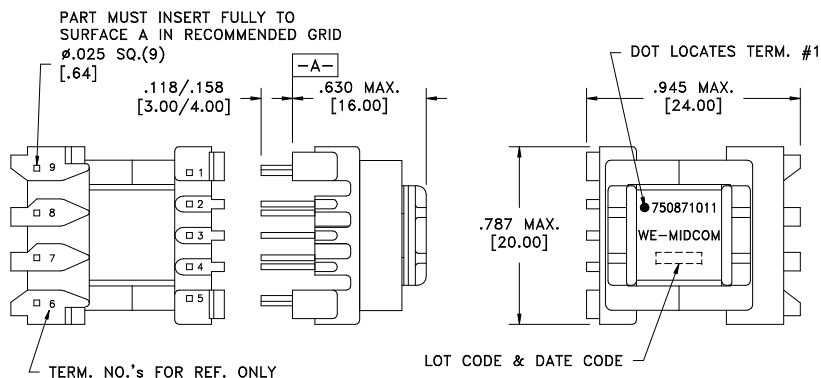 PART MUST INSERT FULLY TO
SURFACE A IN RECOMMENDED GRID
ø.025 SQ.(9)
[.64]
-A-
.118/.158
[3.00/4.00]
.630 MAX.
[16.00]
DOT LOCATES TERM. #1
.945 MAX.
[24.00]
9
8
7
6
1
2
3
4
5
.787 MAX.
[20.00]
750871011
WE-MIDCOM
LOT CODE & DATE CODE
TERM. NO.'s FOR REF. ONLY